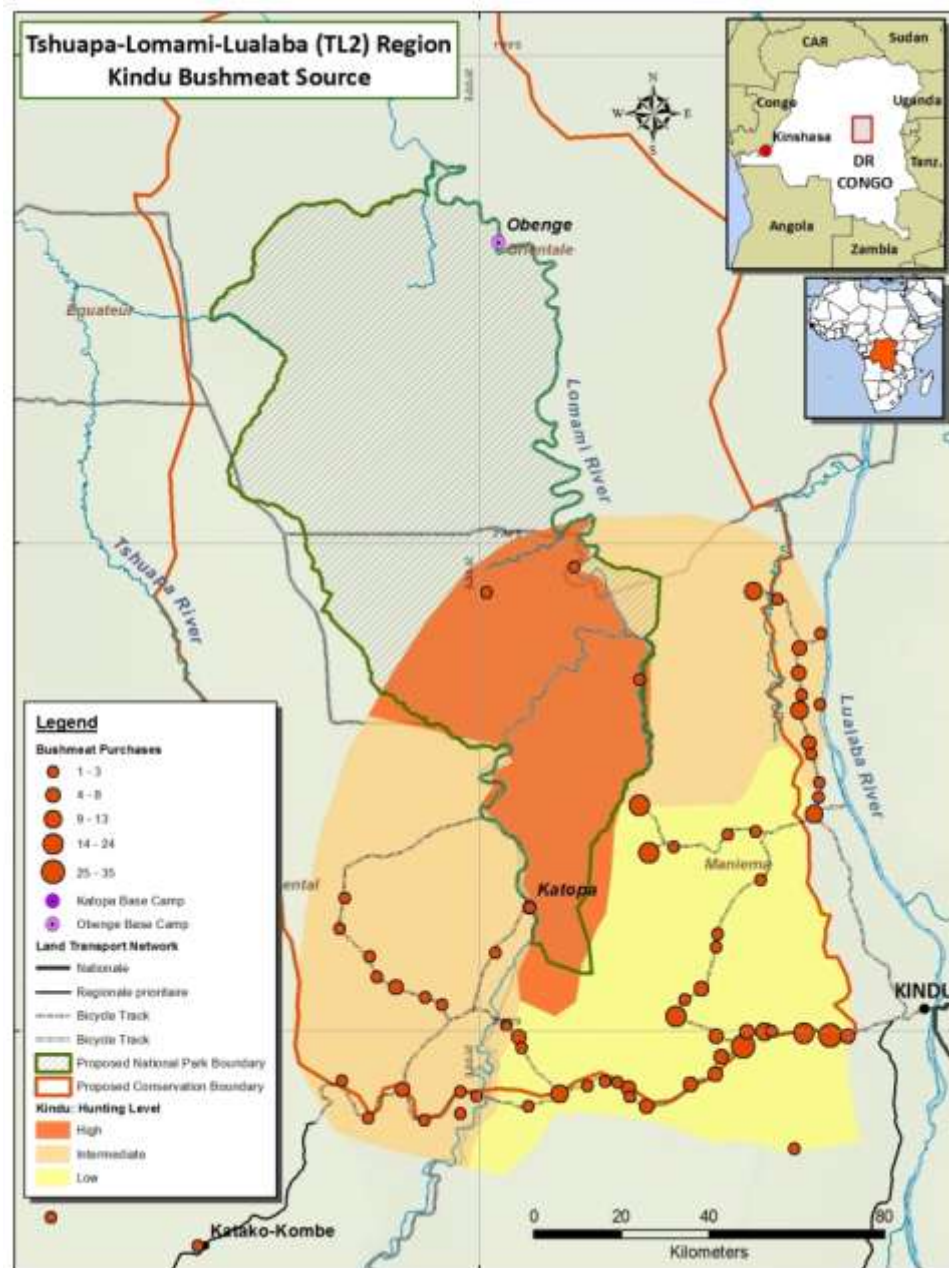 Tshuapa-Lomami-Lualaba (TL2) Region
Kindu Bushmeat Source
N
W
E
S
CAR
Sudan
Congo
Uganda
Kinshasa
DR
CONGO
Tanz.
Angola
Zambia
Obenge
Orientale
Equateur
Lomami River
Tshuapa River
Lualaba River
Maniema
Katopa
ental
KINDU
Katako-Kombe
Legend
Bushmeat Purchases
1 - 3
4 - 8
9 - 13
14 - 24
25 - 35
Katopa Base Camp
Obenge Base Camp
Land Transport Network
Nationale
Regionale prioritaire
Bicycle Track
Bicycle Track
Proposed National Park Boundary
Proposed Conservation Boundary
Kindu: Hunting Level
High
Intermediate
Low
0 20 40 80
Kilometers